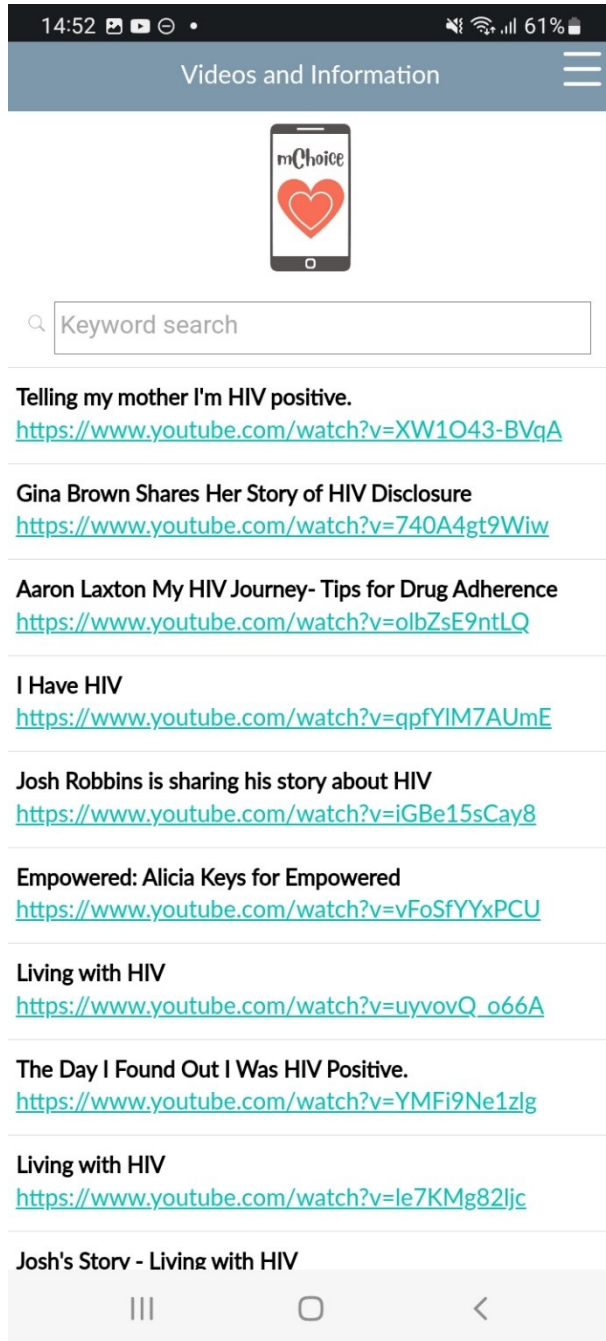 14:52 61%
Videos and Information
mChoice
Keyword search
Telling my mother I'm HIV positive.
https://www.youtube.com/watch?v=XW1O43-BVqA
Gina Brown Shares Her Story of HIV Disclosure
https://www.youtube.com/watch?v=740A4gt9Wiw
Aaron Laxton My HIV Journey- Tips for Drug Adherence
https://www.youtube.com/watch?v=olbZsE9ntLQ
I Have HIV
https://www.youtube.com/watch?v=qpfYlM7AUmE
Josh Robbins is sharing his story about HIV
https://www.youtube.com/watch?v=iGBe15sCay8
Empowered: Alicia Keys for Empowered
https://www.youtube.com/watch?v=vFoSfYYxPCU
Living with HIV
https://www.youtube.com/watch?v=uyvovQ_o66A
The Day I Found Out I Was HIV Positive.
https://www.youtube.com/watch?v=YMFi9Ne1zlg
Living with HIV
https://www.youtube.com/watch?v=le7KMg82ljc
Josh's Story - Living with HIV